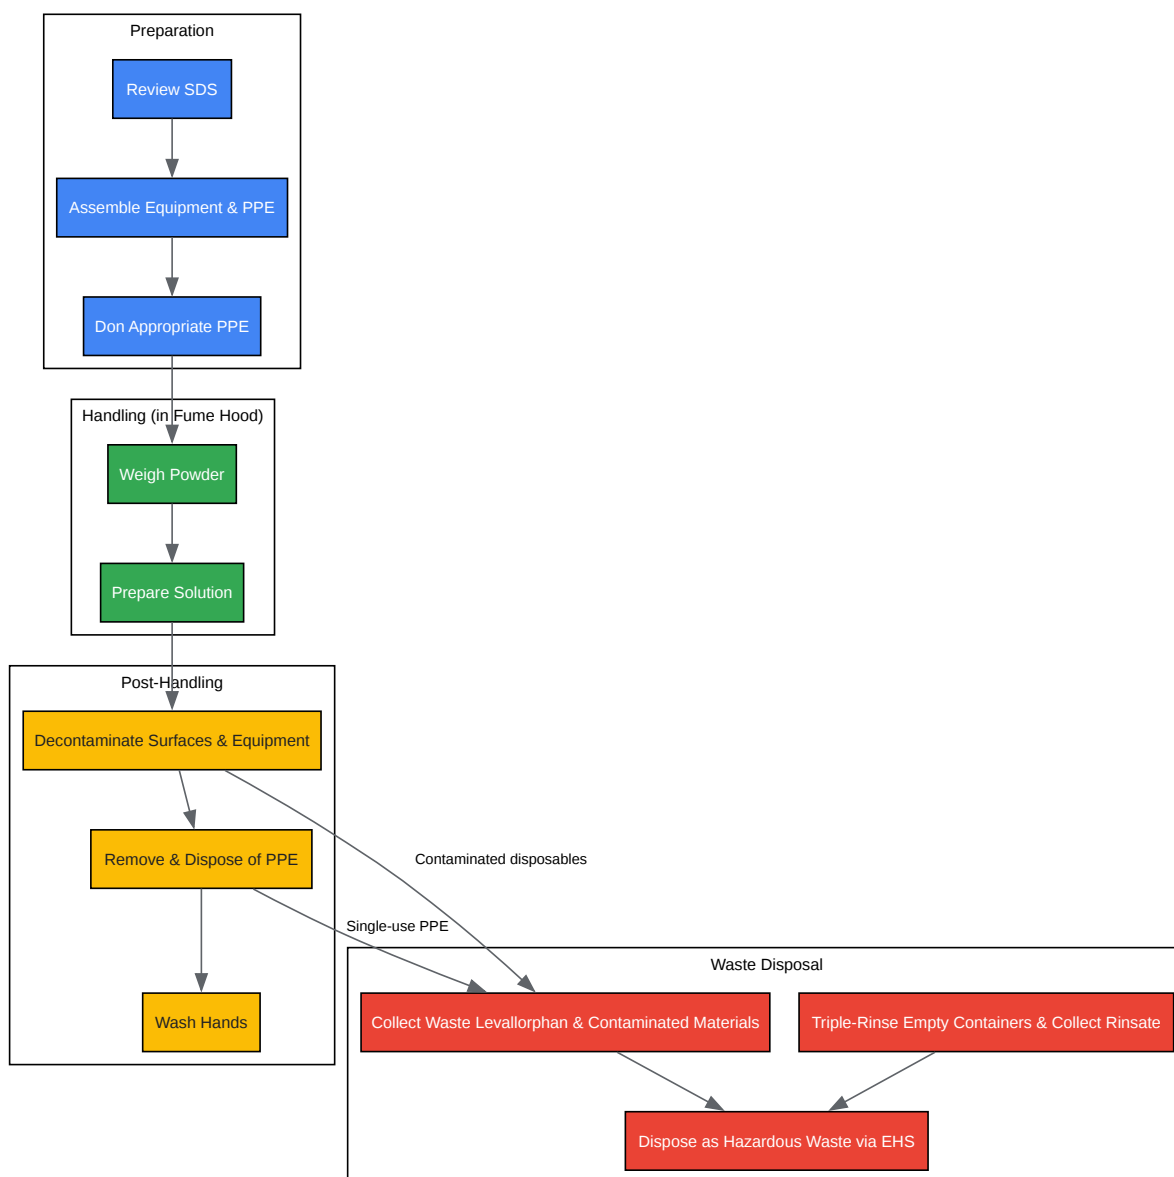 Preparation
Review SDS
Assemble Equipment & PPE
Don Appropriate PPE
Handling (in Fume Hood)
Weigh Powder
Prepare Solution
Post-Handling
Decontaminate Surfaces & Equipment
Remove & Dispose of PPE
Contaminated disposables
Single-use PPE
Wash Hands
Waste Disposal
Collect Waste Levallorphan & Contaminated Materials
Triple-Rinse Empty Containers & Collect Rinsate
Dispose as Hazardous Waste via EHS